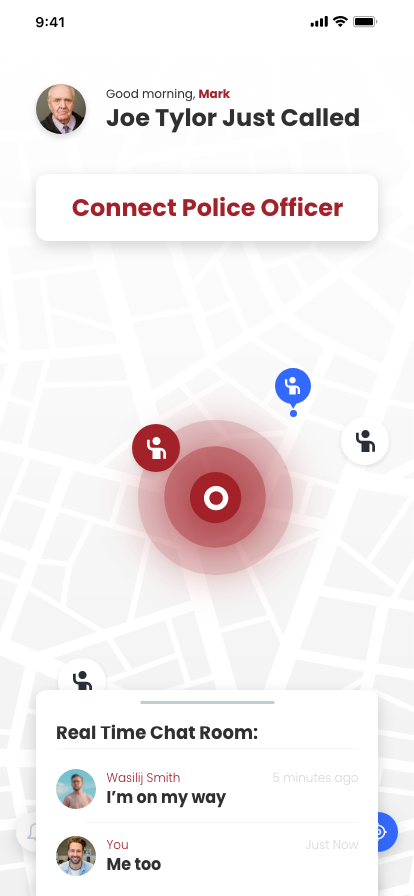 9:41
Good morning, Mark
Joe Tylor Just Called
Connect Police Officer
Real Time Chat Room:
Wasilij Smith 5 minutes ago
I’m on my way
You Just Now
Me too